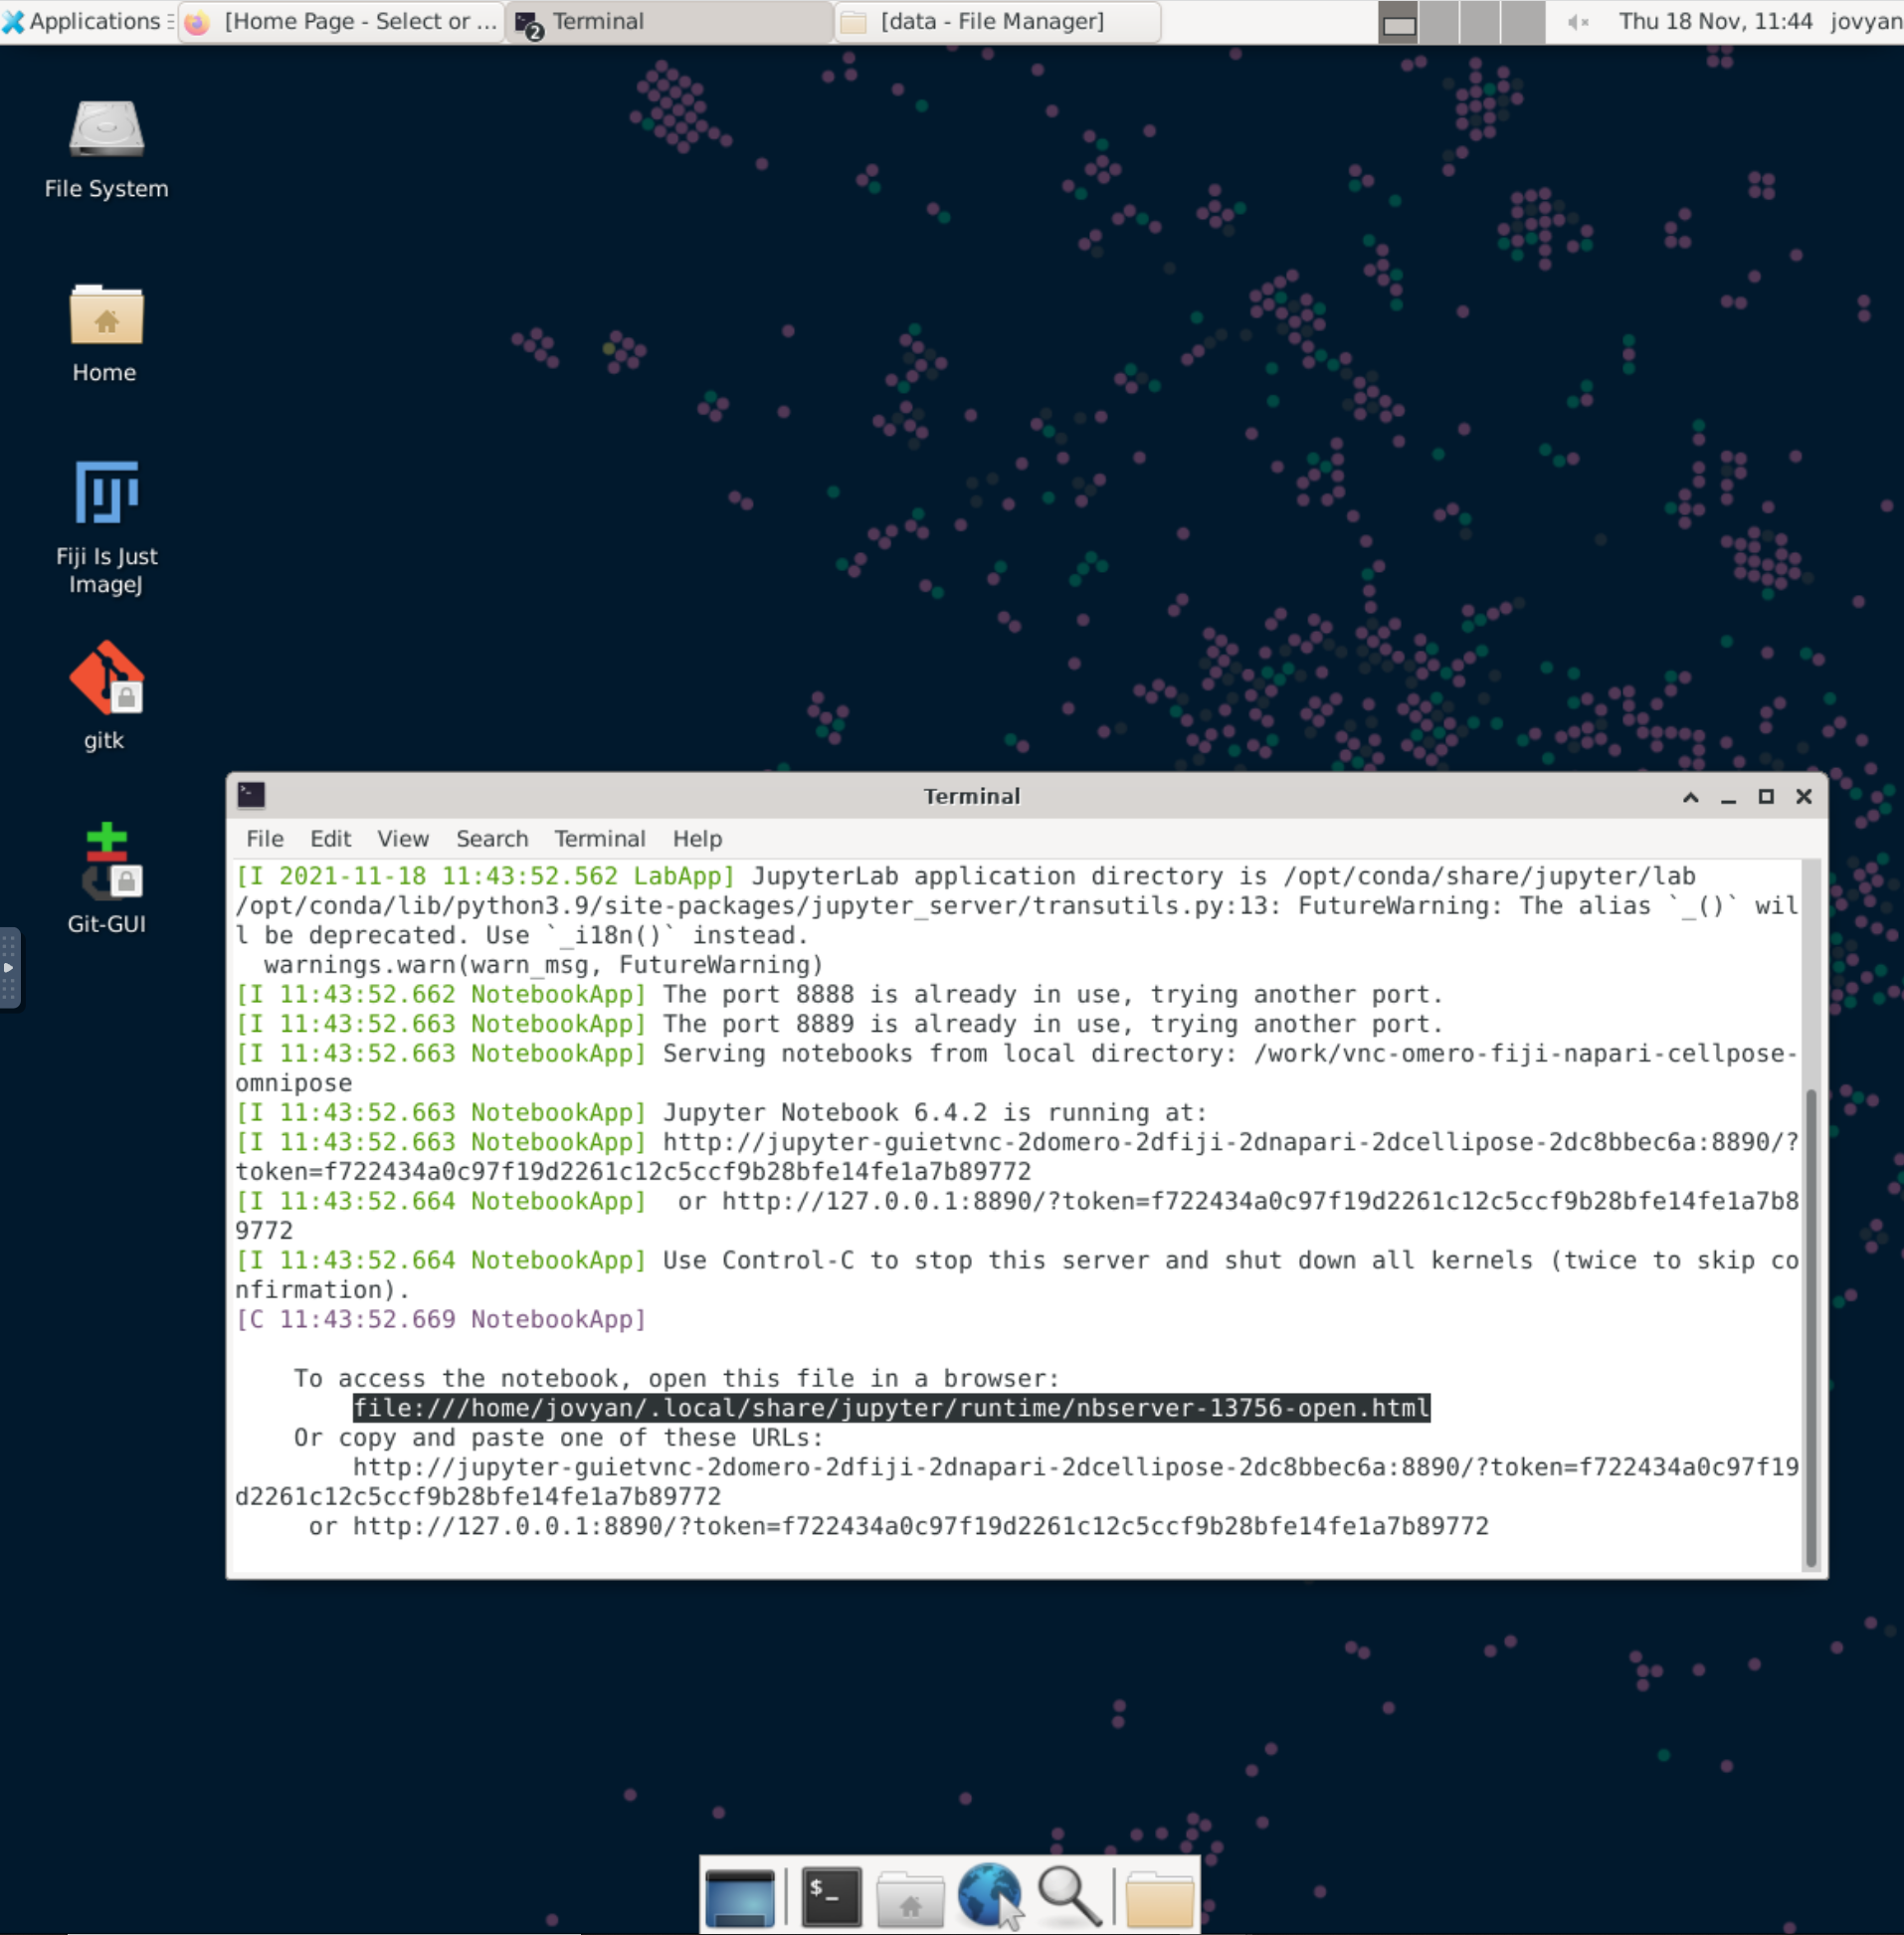 Applications
[Home Page - Select or ...
2
Terminal
[data - File Manager]
Thu 18 Nov, 11:44
jovyan
File System
Home
Fiji Is Just
ImageJ
gitk
Git-GUI
Terminal
File Edit View Search Terminal Help
[I 2021-11-18 11:43:52.562 LabApp] JupyterLab application directory is /opt/conda/share/jupyter/lab
/opt/conda/lib/python3.9/site-packages/jupyter_server/transutils.py:13: FutureWarning: The alias `_()` wil
l be deprecated. Use `_i18n()` instead.
  warnings.warn(warn_msg, FutureWarning)
[I 11:43:52.662 NotebookApp] The port 8888 is already in use, trying another port.
[I 11:43:52.663 NotebookApp] The port 8889 is already in use, trying another port.
[I 11:43:52.663 NotebookApp] Serving notebooks from local directory: /work/vnc-omero-fiji-napari-cellpose-
omnipose
[I 11:43:52.663 NotebookApp] Jupyter Notebook 6.4.2 is running at:
[I 11:43:52.663 NotebookApp] http://jupyter-guietvnc-2domero-2dfiji-2dnapari-2dcellipose-2dc8bbec6a:8890/?
token=f722434a0c97f19d2261c12c5ccf9b28bfe14fe1a7b89772
[I 11:43:52.664 NotebookApp]  or http://127.0.0.1:8890/?token=f722434a0c97f19d2261c12c5ccf9b28bfe14fe1a7b8
9772
[I 11:43:52.664 NotebookApp] Use Control-C to stop this server and shut down all kernels (twice to skip co
nfirmation).
[C 11:43:52.669 NotebookApp]
    To access the notebook, open this file in a browser:
        file:///home/jovyan/.local/share/jupyter/runtime/nbserver-13756-open.html
    Or copy and paste one of these URLs:
        http://jupyter-guietvnc-2domero-2dfiji-2dnapari-2dcellipose-2dc8bbec6a:8890/?token=f722434a0c97f19
d2261c12c5ccf9b28bfe14fe1a7b89772
     or http://127.0.0.1:8890/?token=f722434a0c97f19d2261c12c5ccf9b28bfe14fe1a7b89772
$_